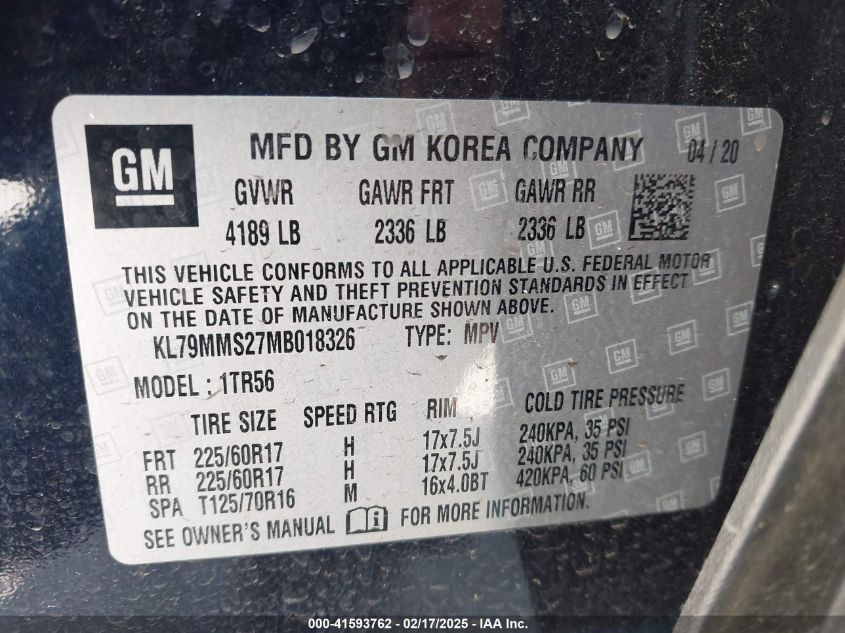 GM
MFD BY GM KOREA COMPANY 04/20
GVWR GAWR FRT GAWR RR
4189 LB 2336 LB 2336 LB
THIS VEHICLE CONFORMS TO ALL APPLICABLE U.S. FEDERAL MOTOR
VEHICLE SAFETY AND THEFT PREVENTION STANDARDS IN EFFECT
ON THE DATE OF MANUFACTURE SHOWN ABOVE.
KL79MMS27MB018326 TYPE: MPV
MODEL: 1TR56
TIRE SIZE SPEED RTG RIM COLD TIRE PRESSURE
FRT 225/60R17 H 17x7.5J 240KPA, 35 PSI
RR 225/60R17 H 17x7.5J 240KPA, 35 PSI
SPA T125/70R16 M 16x4.0BT 420KPA, 60 PSI
SEE OWNER'S MANUAL FOR MORE INFORMATION.
000-41593762 - 02/17/2025 - IAA Inc.